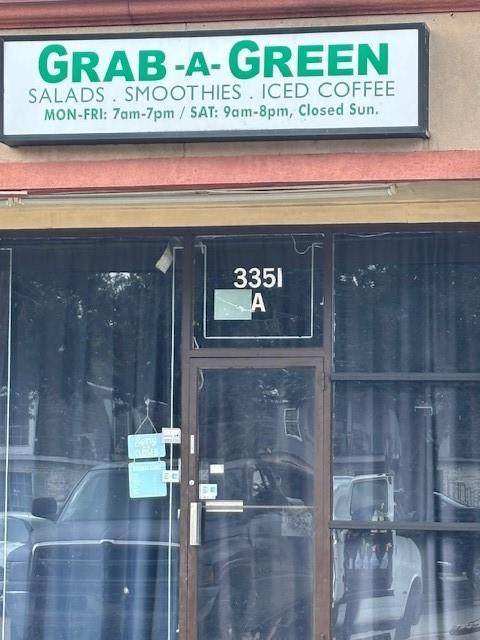 GRAB-A-GREEN
SALADS . SMOOTHIES . ICED COFFEE
MON-FRI: 7am-7pm / SAT: 9am-8pm, Closed Sun.
3351
A